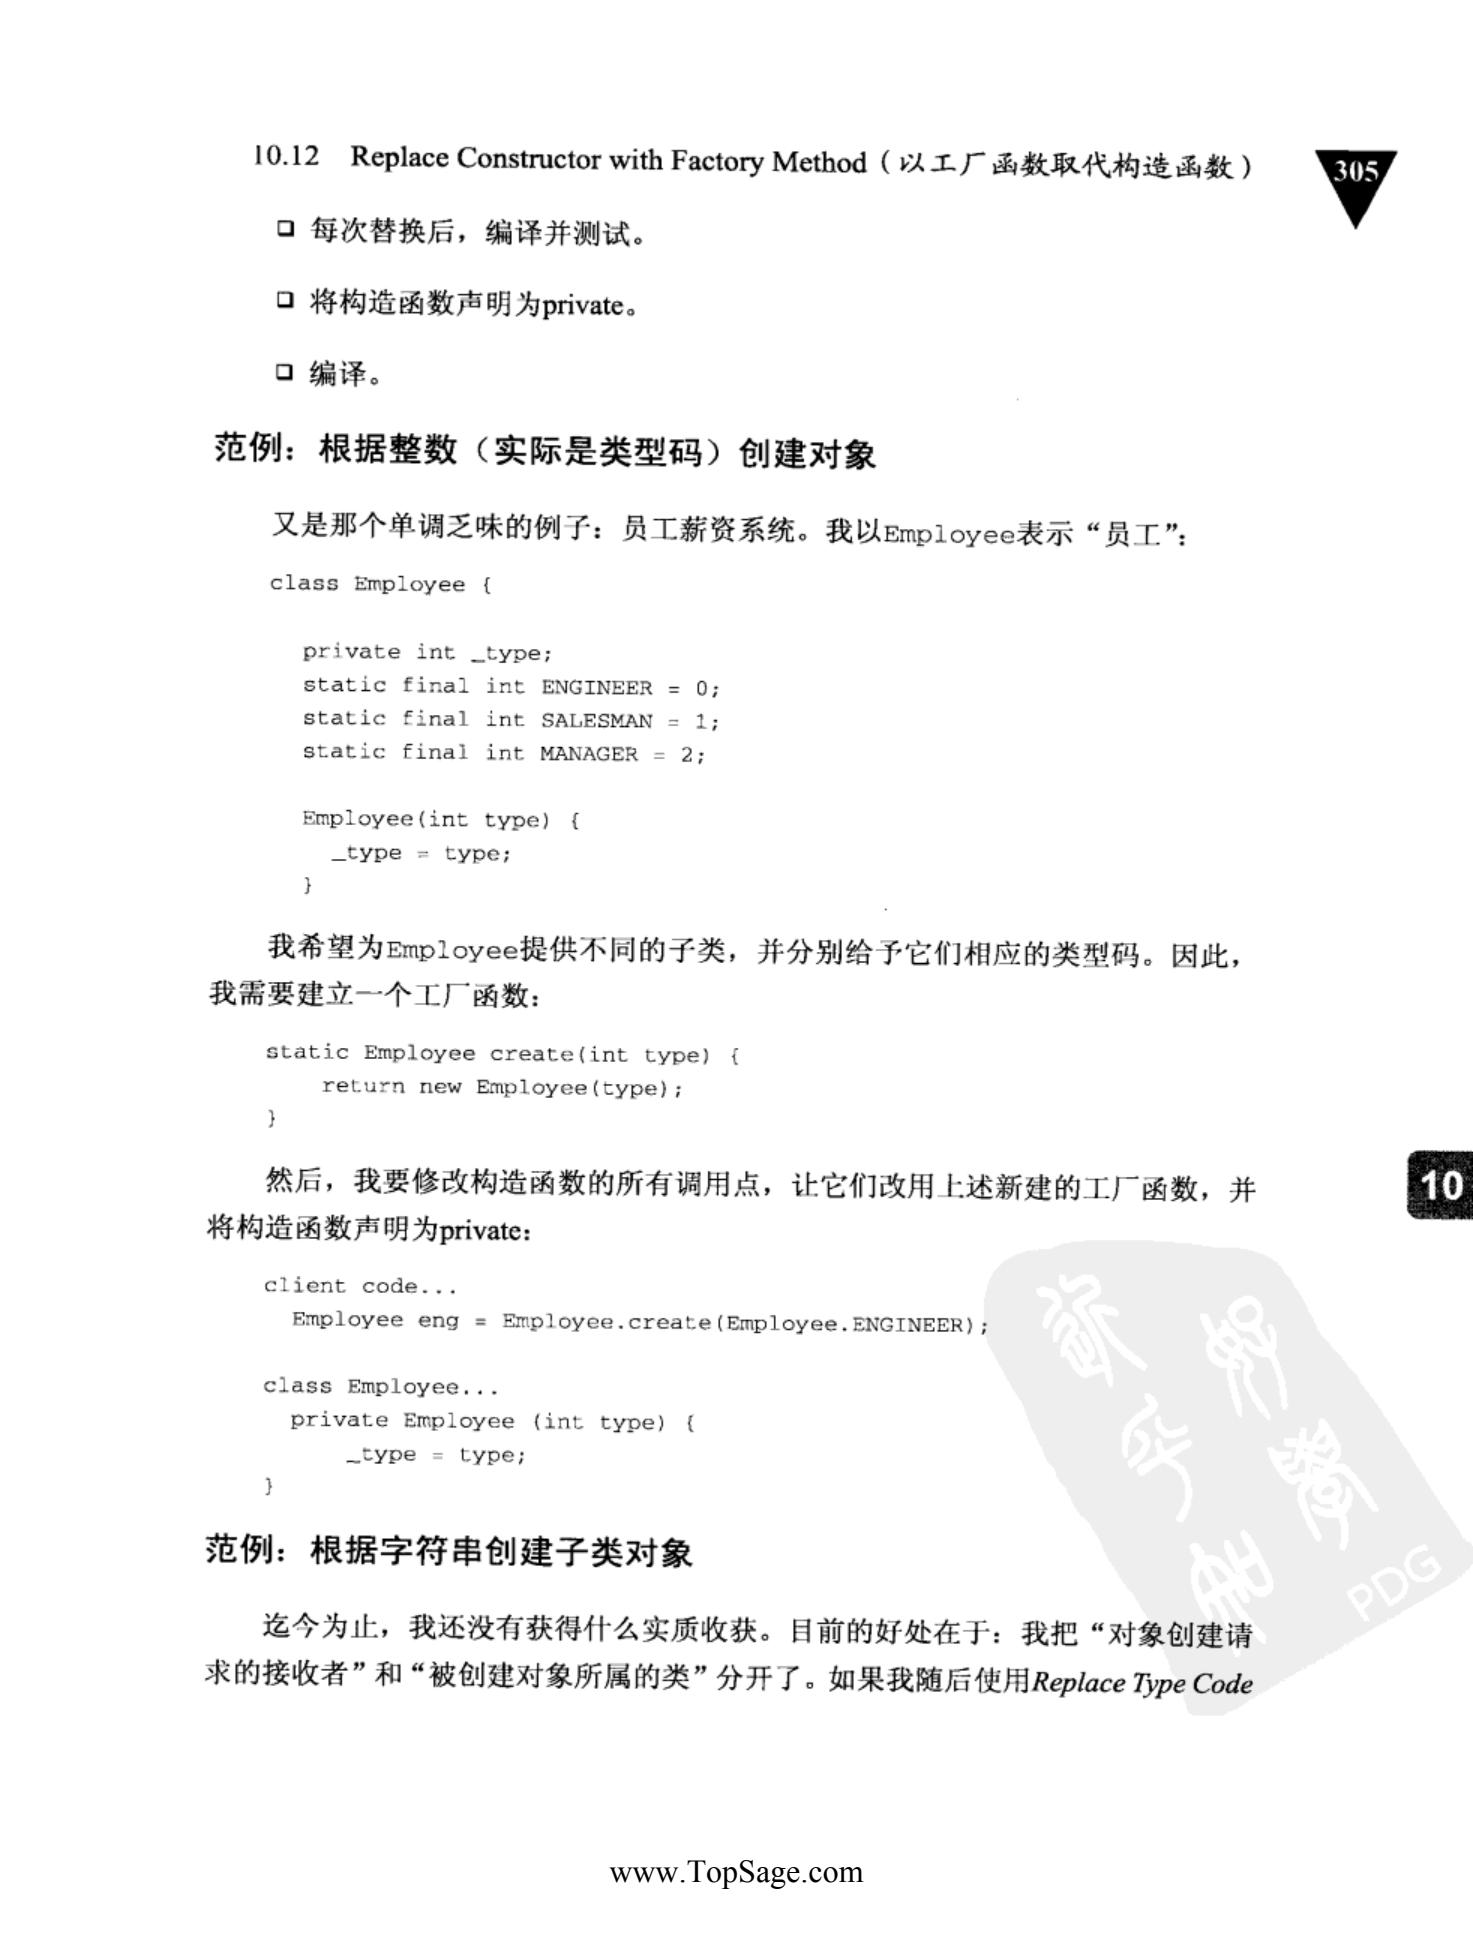 10.12 Replace Constructor with Factory Method（以工厂函数取代构造函数）
305
❑ 每次替换后，编译并测试。
❑ 将构造函数声明为private。
❑ 编译。
范例：根据整数（实际是类型码）创建对象
又是那个单调乏味的例子：员工薪资系统。我以Employee表示“员工”：
class Employee {
private int _type;
static final int ENGINEER = 0;
static final int SALESMAN = 1;
static final int MANAGER = 2;
Employee(int type) {
_type = type;
}
我希望为Employee提供不同的子类，并分别给予它们相应的类型码。因此，
我需要建立一个工厂函数：
static Employee create(int type) {
return new Employee(type);
}
然后，我要修改构造函数的所有调用点，让它们改用上述新建的工厂函数，并
将构造函数声明为private：
10
client code...
Employee eng = Employee.create(Employee.ENGINEER);
class Employee...
private Employee (int type) {
_type = type;
}
范例：根据字符串创建子类对象
迄今为止，我还没有获得什么实质收获。目前的好处在于：我把“对象创建请
求的接收者”和“被创建对象所属的类”分开了。如果我随后使用Replace Type Code
PDG
www.TopSage.com